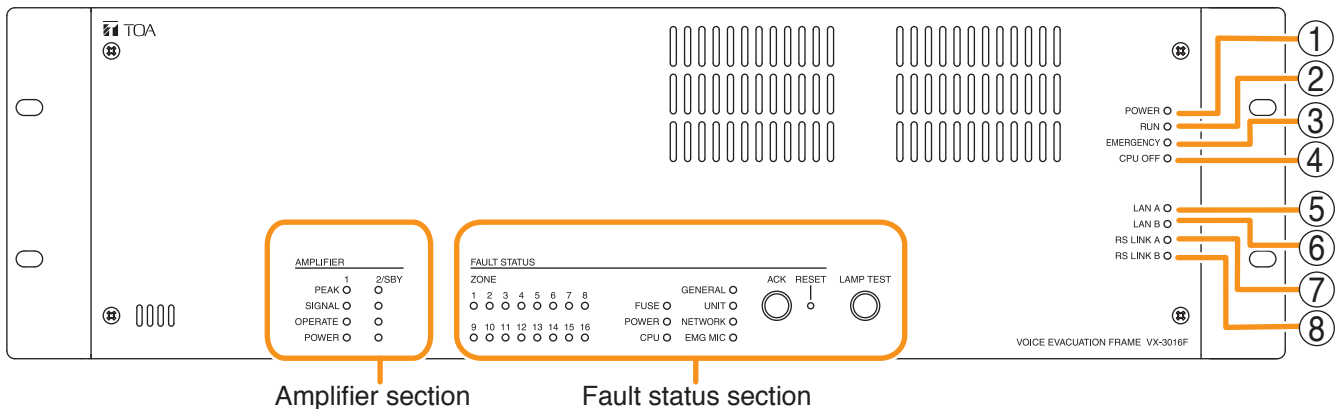 TOA
POWER
RUN
EMERGENCY
CPU OFF
LAN A
LAN B
RS LINK A
RS LINK B
1
2
3
4
5
6
7
8
AMPLIFIER
1 2/SBY
PEAK
SIGNAL
OPERATE
POWER
FAULT STATUS
ZONE
1 2 3 4 5 6 7 8
9 10 11 12 13 14 15 16
FUSE
POWER
CPU
GENERAL
UNIT
NETWORK
EMG MIC
ACK RESET LAMP TEST
VOICE EVACUATION FRAME VX-3016F
Amplifier section
Fault status section